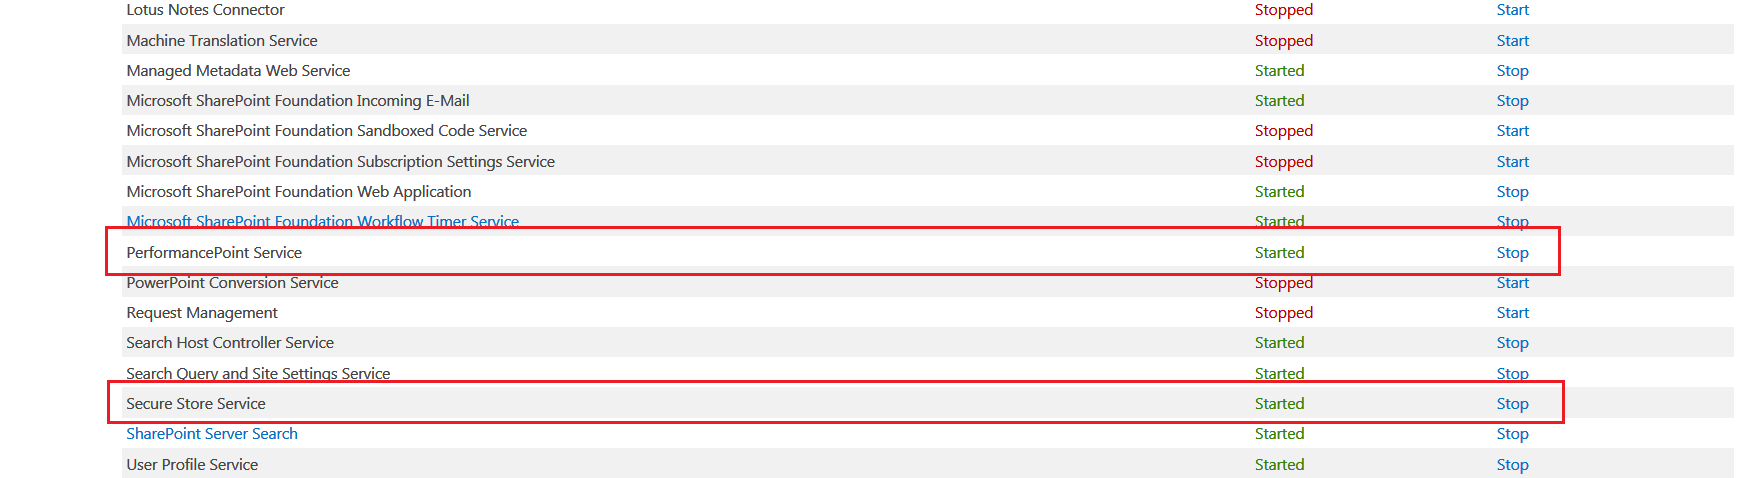 Lotus Notes Connector Stopped Start
Machine Translation Service Stopped Start
Managed Metadata Web Service Started Stop
Microsoft SharePoint Foundation Incoming E-Mail Started Stop
Microsoft SharePoint Foundation Sandboxed Code Service Stopped Start
Microsoft SharePoint Foundation Subscription Settings Service Stopped Start
Microsoft SharePoint Foundation Web Application Started Stop
Microsoft SharePoint Foundation Workflow Timer Service Started Stop
PerformancePoint Service Started Stop
PowerPoint Conversion Service Stopped Start
Request Management Stopped Start
Search Host Controller Service Started Stop
Search Query and Site Settings Service Started Stop
Secure Store Service Started Stop
SharePoint Server Search Started Stop
User Profile Service Started Stop